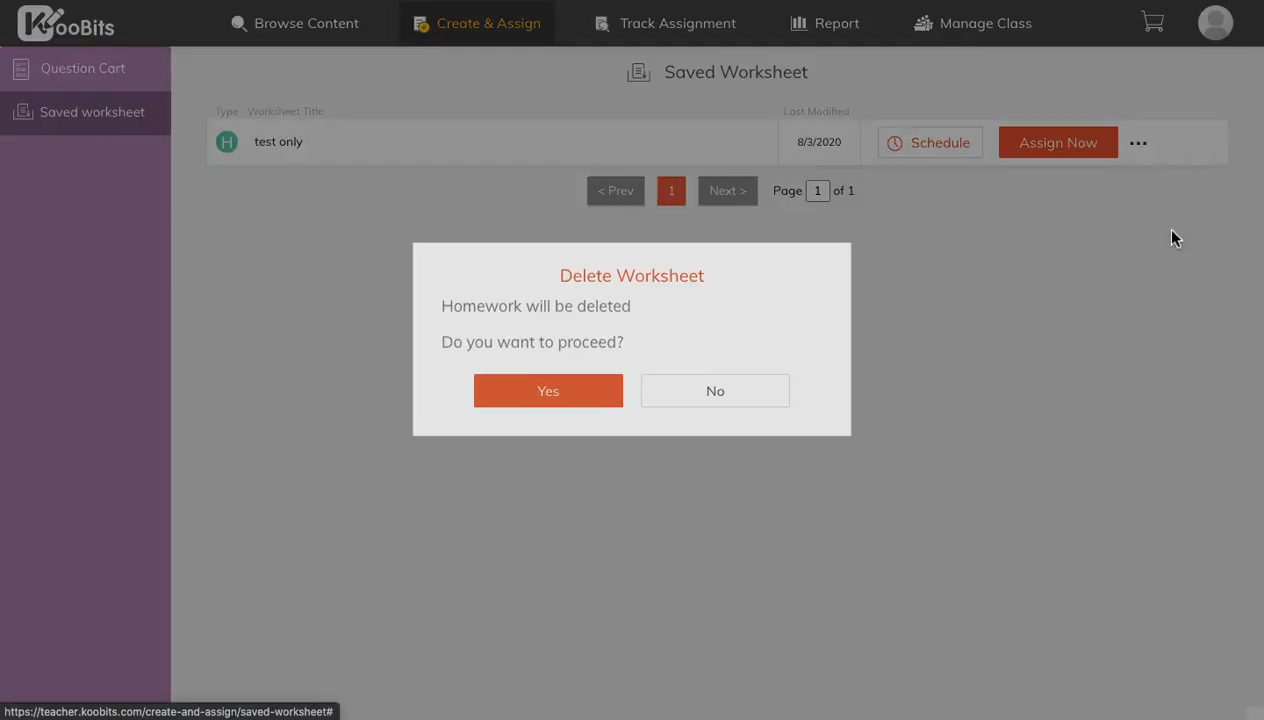 KooBits
Browse Content
Create & Assign
Track Assignment
Report
Manage Class
Question Cart
Saved worksheet
Saved Worksheet
Type Worksheet Title Last Modified
H test only 8/3/2020 Schedule Assign Now ...
< Prev 1 Next > Page 1 of 1
Delete Worksheet
Homework will be deleted
Do you want to proceed?
Yes No
https://teacher.koobits.com/create-and-assign/saved-worksheet#